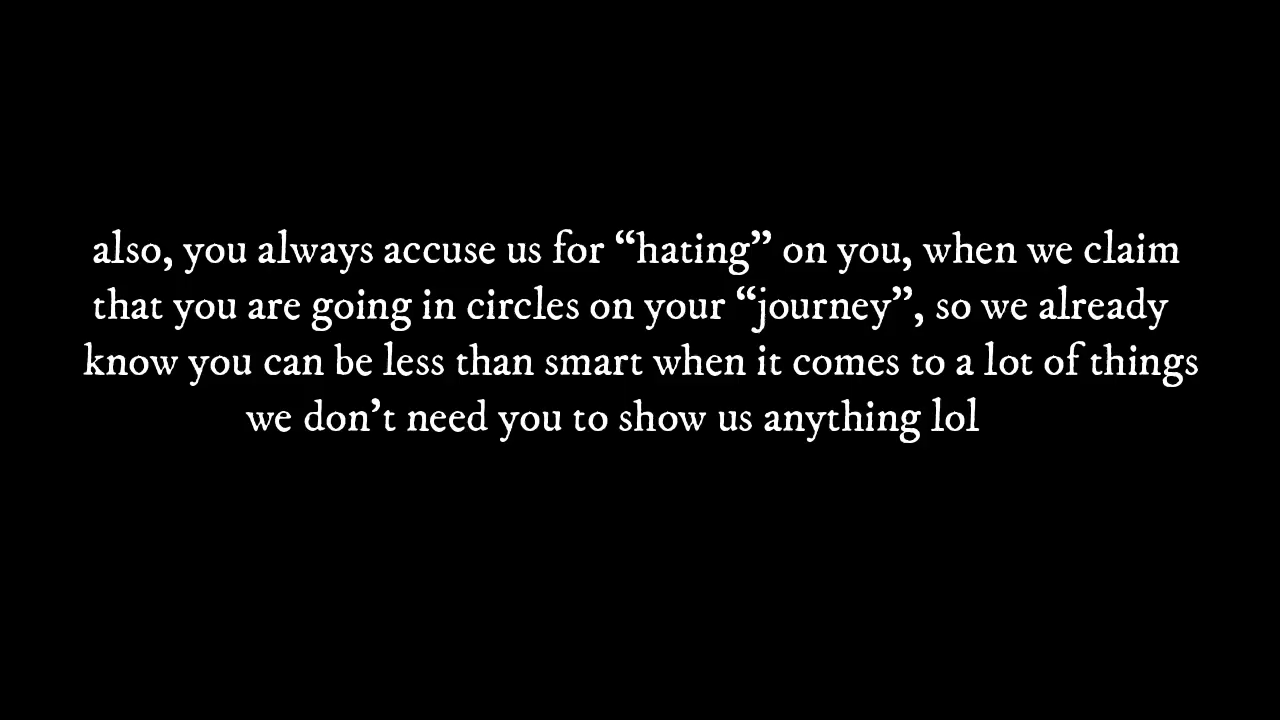 also, you always accuse us for “hating” on you, when we claim
that you are going in circles on your “journey”, so we already
know you can be less than smart when it comes to a lot of things
we don’t need you to show us anything lol